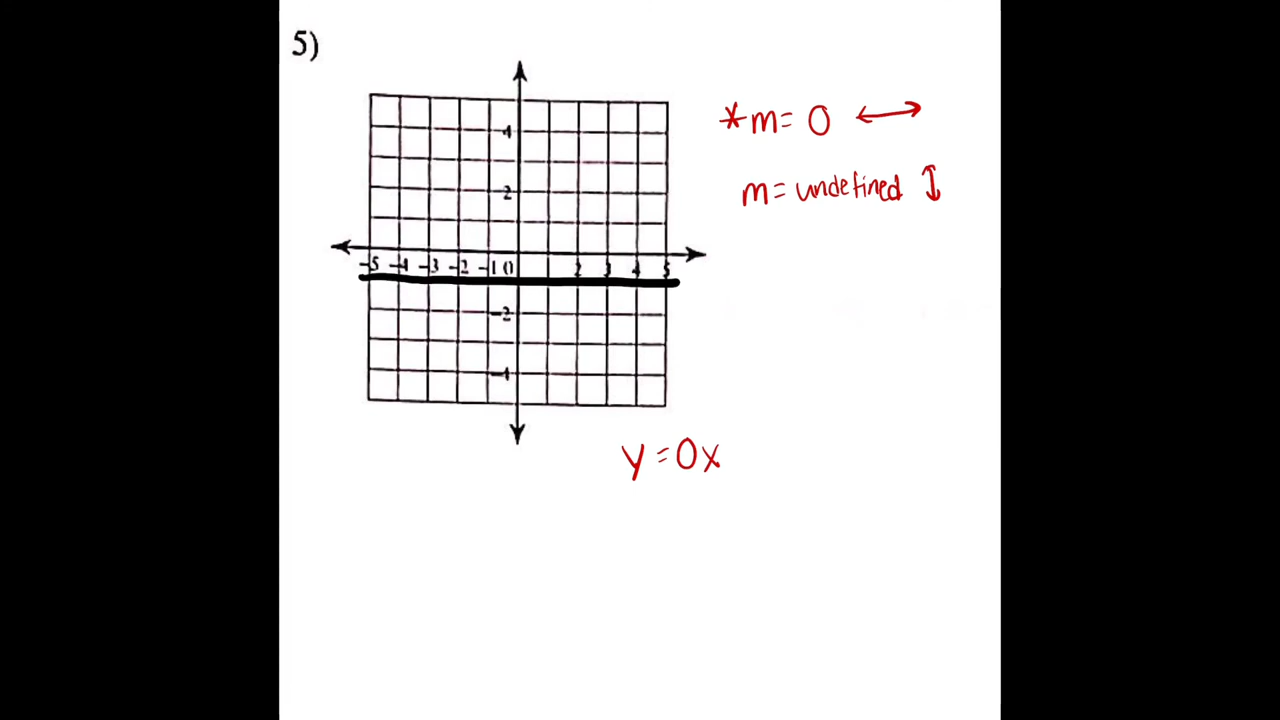 5)
*m= 0 ↔
m= undefined ↕
4
2
-5 -4 -3 -2 -1 0 2 3 4 5
-2
-4
y=0x